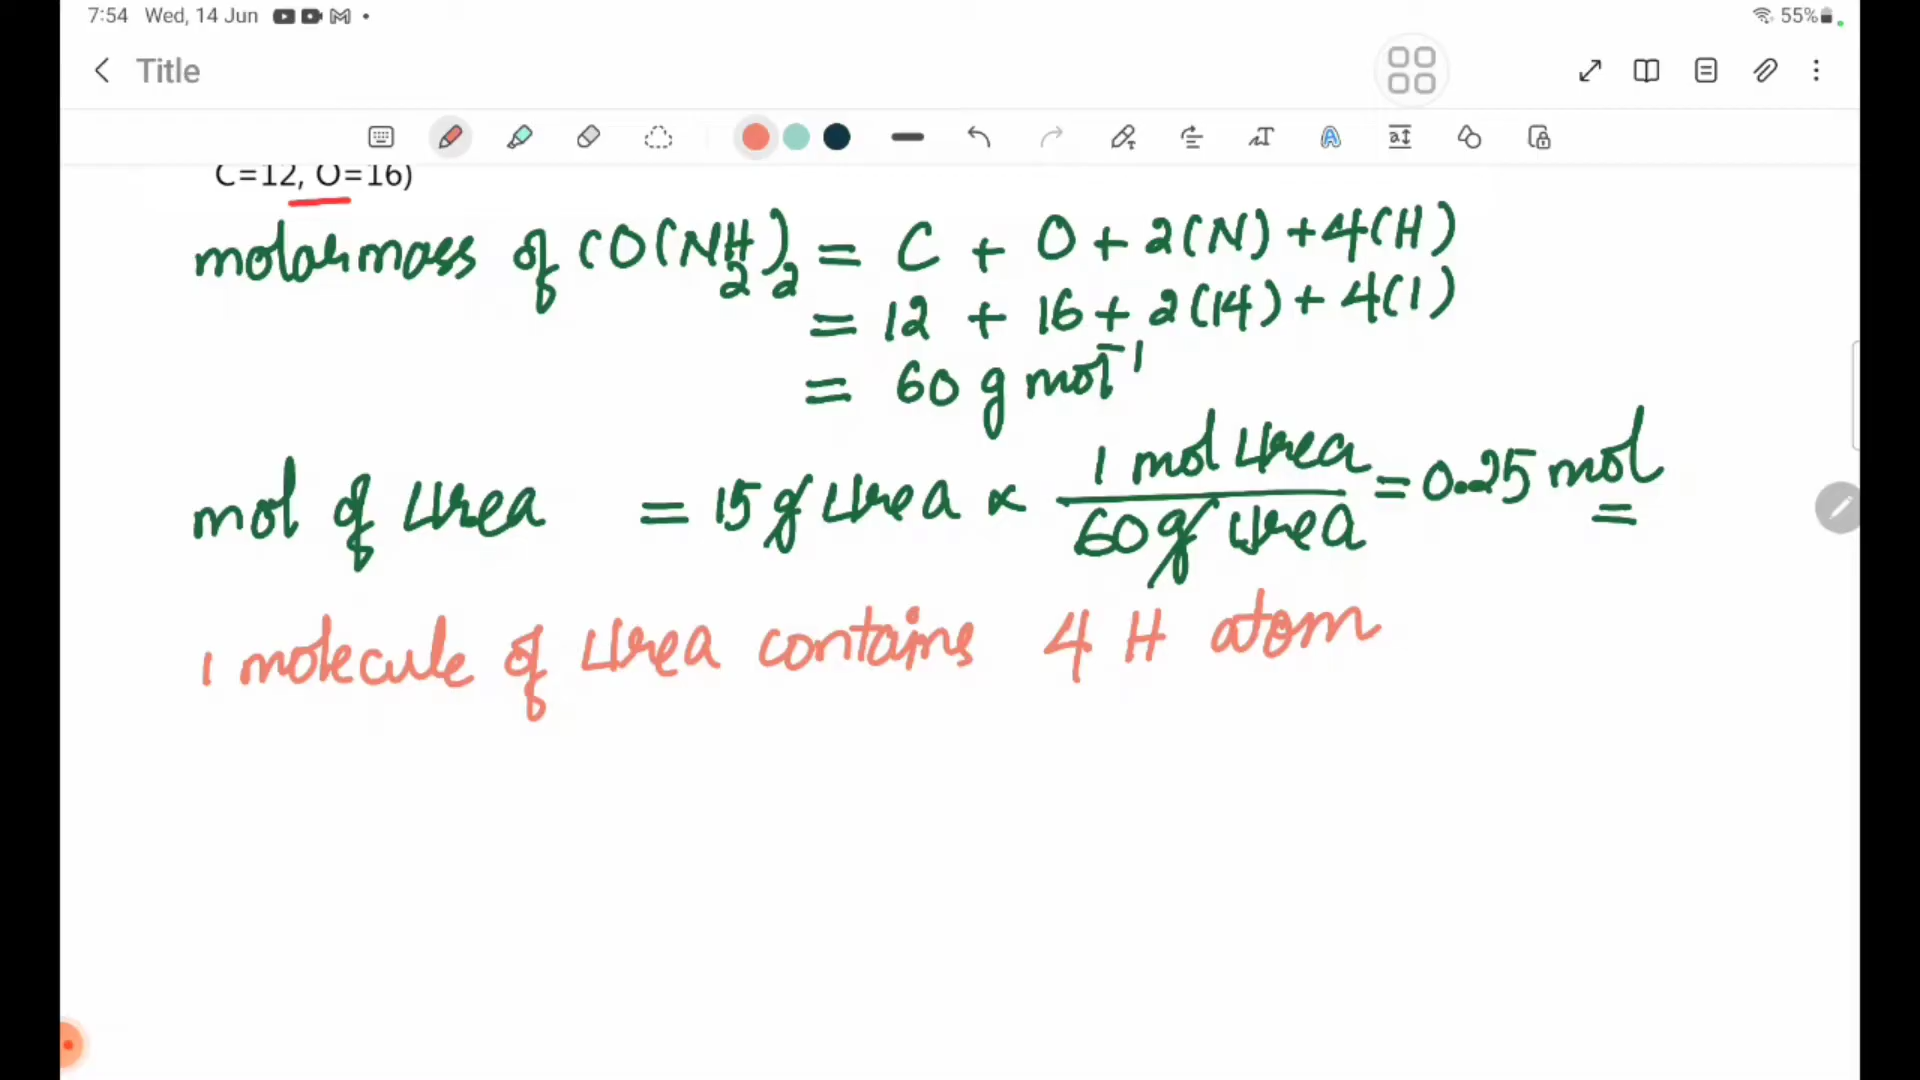 7:54 Wed, 14 Jun 55%
Title
C=12, O=16)
molar mass of CO(NH₂)₂ = C + O + 2(N) + 4(H)
= 12 + 16 + 2(14) + 4(1)
= 60 g mol⁻¹
mol of Urea = 15 g Urea × 1 mol Urea / 60 g Urea = 0.25 mol
1 molecule of Urea contains 4 H atom